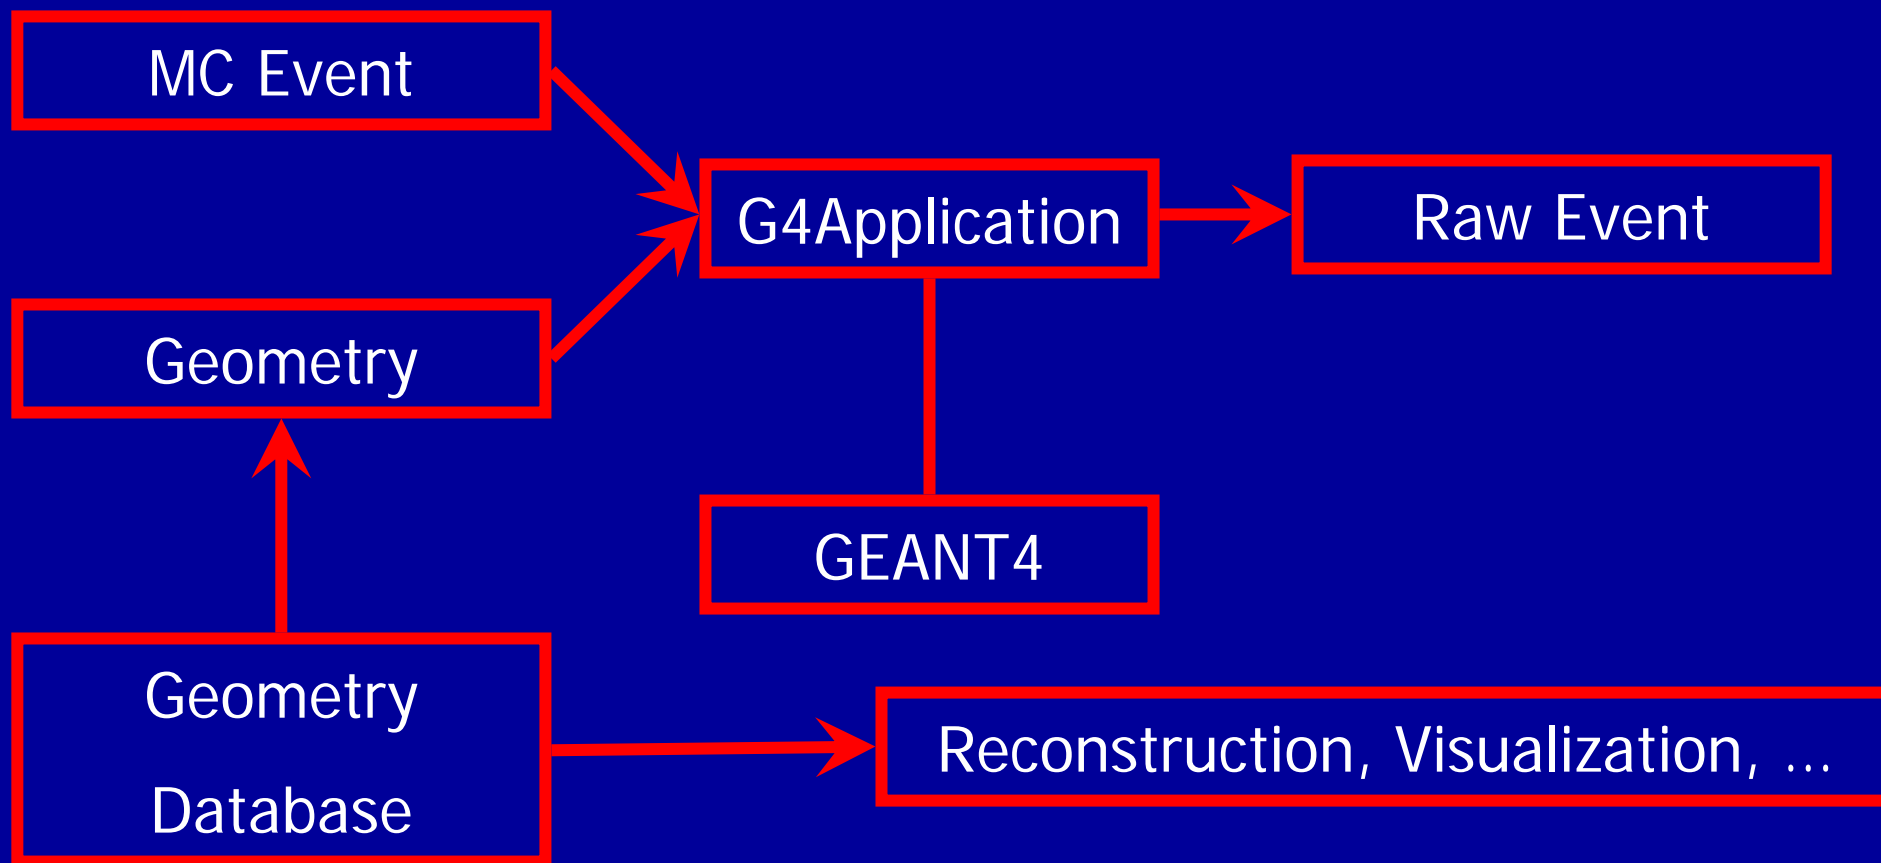 MC Event
G4Application
Raw Event
Geometry
GEANT4
Geometry
Database
Reconstruction, Visualization, ...